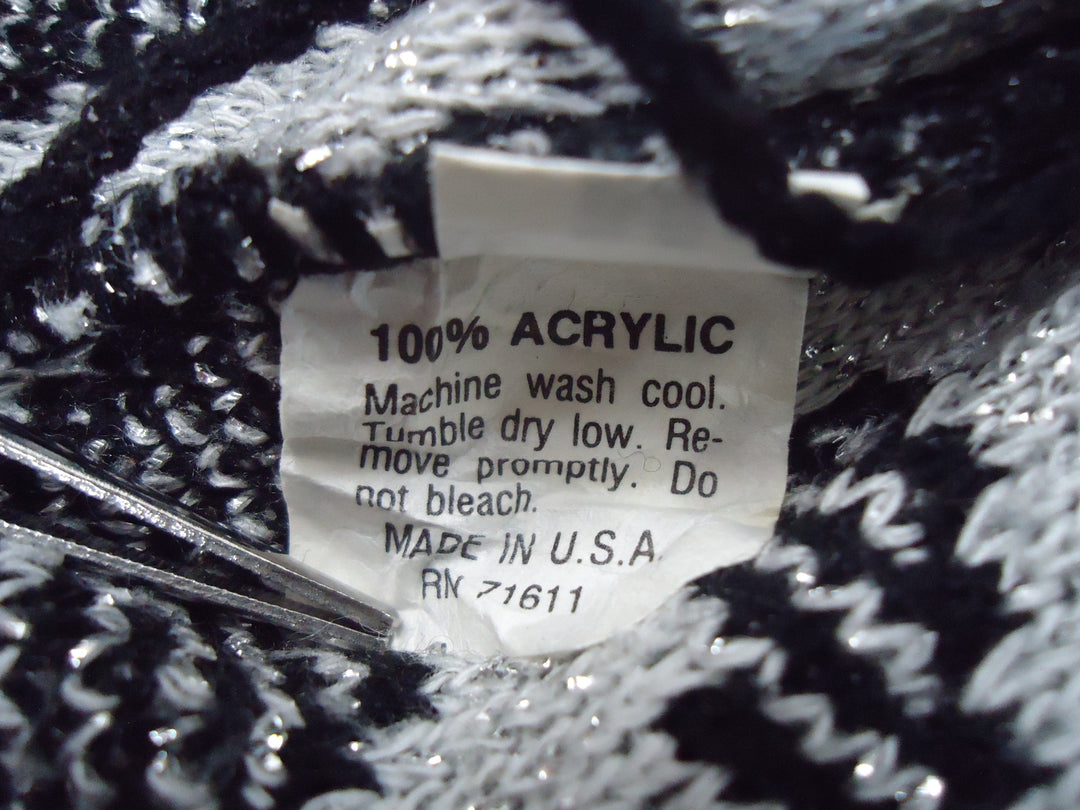 100% ACRYLIC
Machine wash cool.
Tumble dry low. Re-
move promptly. Do
not bleach.
MADE IN U.S.A.
RN 71611